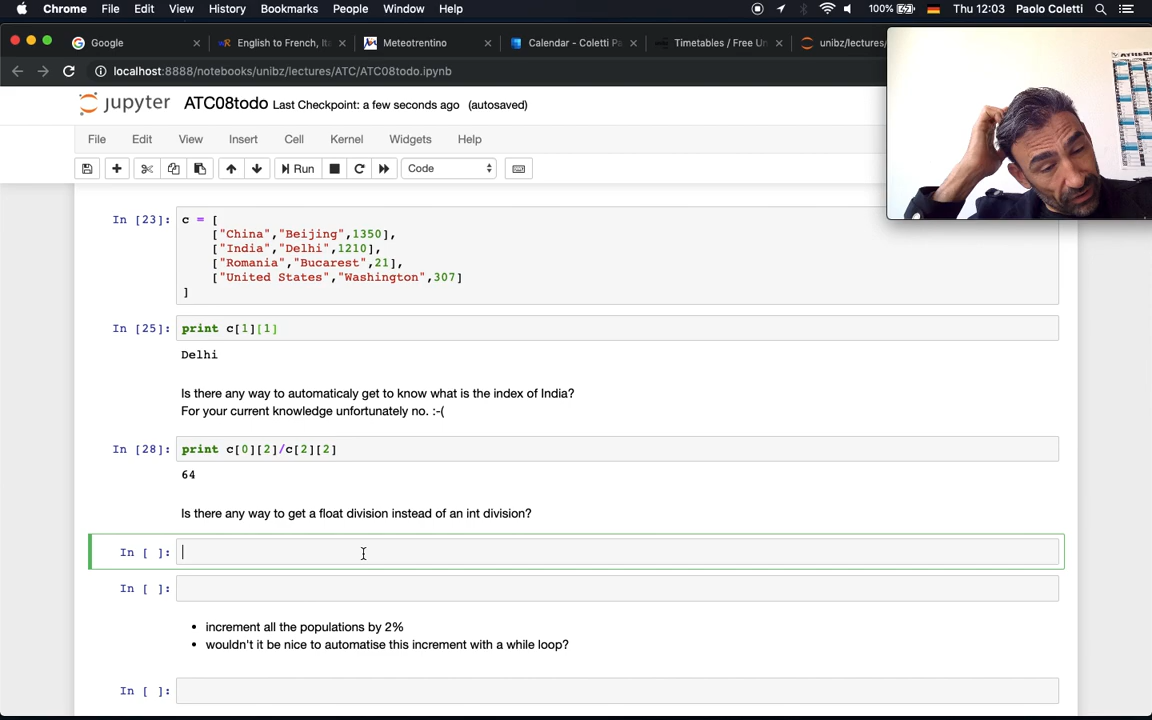 Chrome File Edit View History Bookmarks People Window Help 100% Thu 12:03 Paolo Coletti
Google English to French, Ita Meteotrentino Calendar - Coletti Pa Timetables / Free Un unibz/lectures/
localhost:8888/notebooks/unibz/lectures/ATC/ATC08todo.ipynb
jupyter ATC08todo Last Checkpoint: a few seconds ago (autosaved)
File Edit View Insert Cell Kernel Widgets Help
Run Code
In [23]: c = [
["China","Beijing",1350],
["India","Delhi",1210],
["Romania","Bucarest",21],
["United States","Washington",307]
]
In [25]: print c[1][1]
Delhi
Is there any way to automaticaly get to know what is the index of India?
For your current knowledge unfortunately no. :-(
In [28]: print c[0][2]/c[2][2]
64
Is there any way to get a float division instead of an int division?
In [ ]:
In [ ]:
• increment all the populations by 2%
• wouldn't it be nice to automatise this increment with a while loop?
In [ ]: